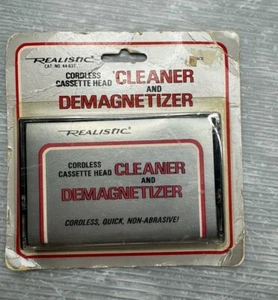 REALISTIC®
CAT. NO. 44-631
CORDLESS
CASSETTE HEAD CLEANER
AND
DEMAGNETIZER
REALISTIC®
CORDLESS
CASSETTE HEAD CLEANER
AND
DEMAGNETIZER
CORDLESS, QUICK, NON-ABRASIVE!